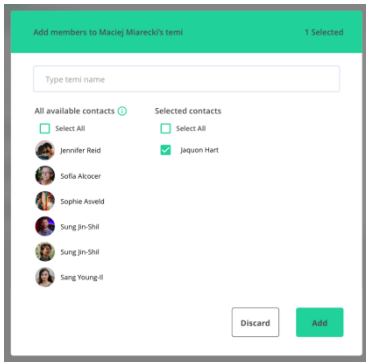 Add members to Maciej Miarecki's temi
1 Selected
Type temi name
All available contacts
Selected contacts
Select All
Select All
Jennifer Reid
Jaquon Hart
Sofia Alcocer
Sophie Asveld
Sung Jin-Shil
Sung Jin-Shil
Sang Young-Il
Discard
Add